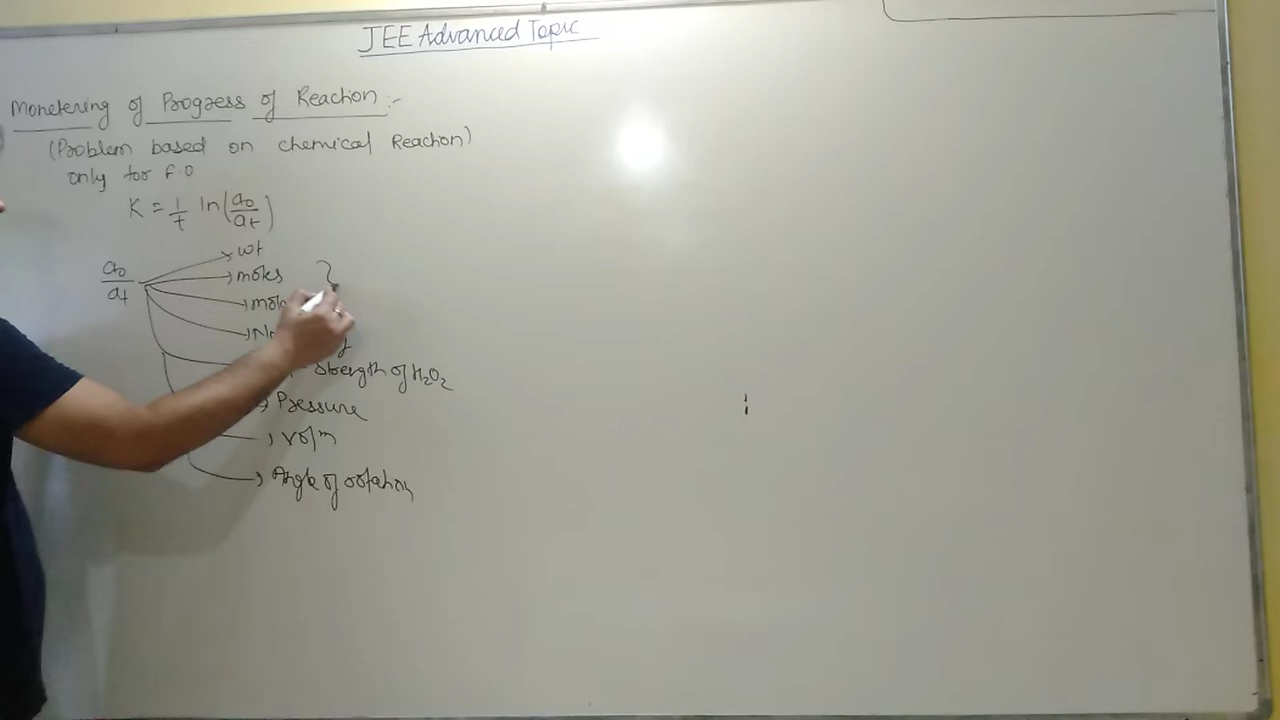 JEE Advanced Topic
Monetering of Progress of Reaction :-
(Problem based on chemical Reaction)
only for F.O
K = 1/t ln(a₀/at)
a₀/at
wt
moles
strength of H₂O₂
Pressure
Volm
Angle of rotation